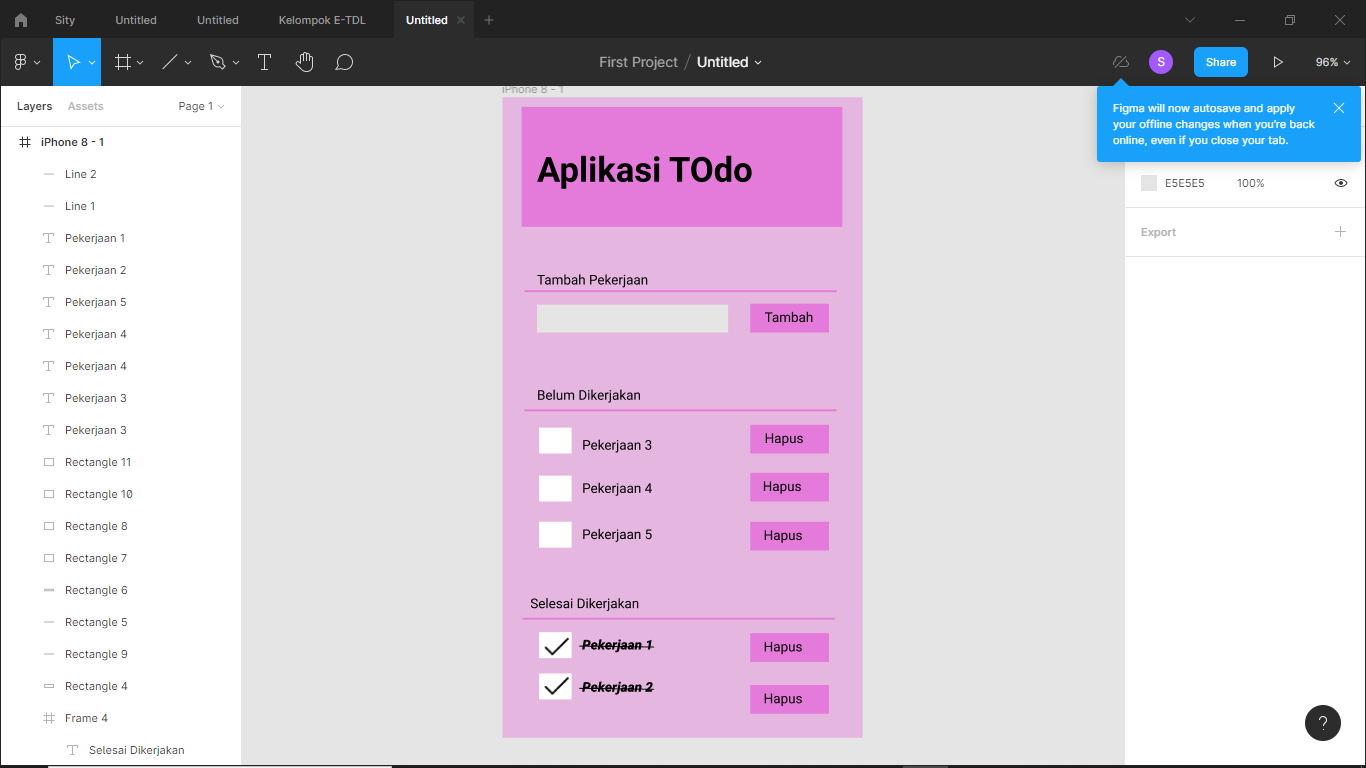 Sity
Untitled
Untitled
Kelompok E-TDL
Untitled
First Project / Untitled
S
Share
96%
Layers
Assets
Page 1
iPhone 8 - 1
Line 2
Line 1
Pekerjaan 1
Pekerjaan 2
Pekerjaan 5
Pekerjaan 4
Pekerjaan 4
Pekerjaan 3
Pekerjaan 3
Rectangle 11
Rectangle 10
Rectangle 8
Rectangle 7
Rectangle 6
Rectangle 5
Rectangle 9
Rectangle 4
Frame 4
Selesai Dikerjakan
iPhone 8 - 1
Aplikasi TOdo
Tambah Pekerjaan
Tambah
Belum Dikerjakan
Pekerjaan 3
Hapus
Pekerjaan 4
Hapus
Pekerjaan 5
Hapus
Selesai Dikerjakan
Pekerjaan 1
Hapus
Pekerjaan 2
Hapus
Figma will now autosave and apply
your offline changes when you're back
online, even if you close your tab.
E5E5E5
100%
Export
?